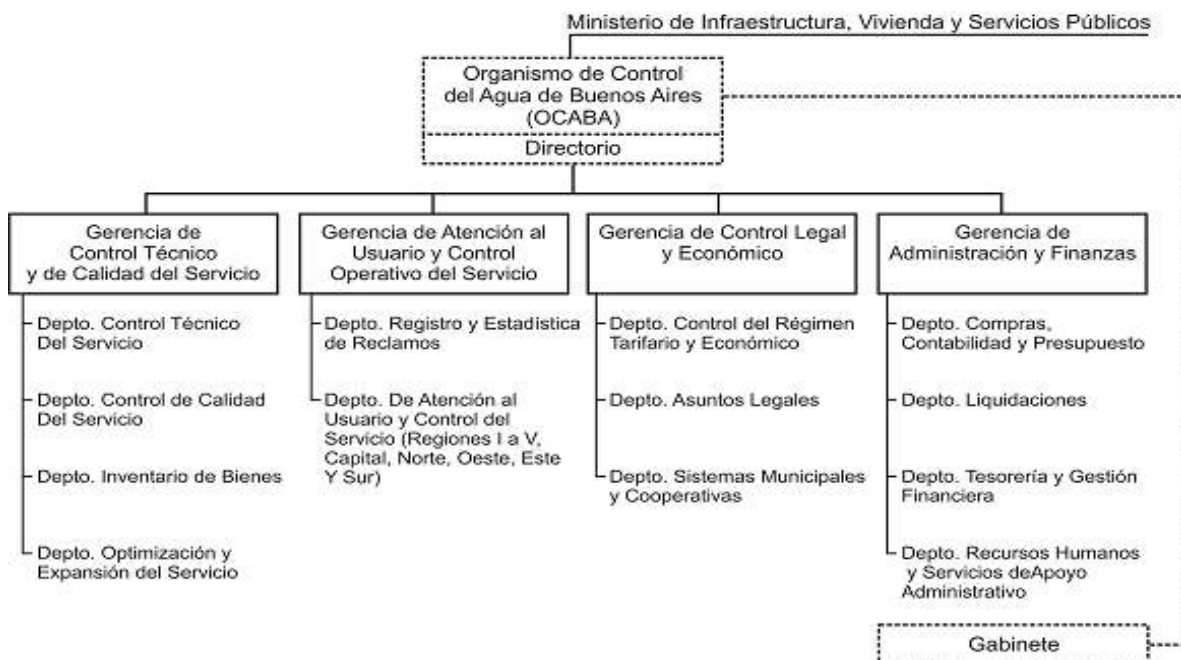 Ministerio de Infraestructura, Vivienda y Servicios Públicos
Organismo de Control
del Agua de Buenos Aires
(OCABA)
Directorio
Gerencia de
Control Técnico
y de Calidad del Servicio
Depto. Control Técnico
Del Servicio
Depto. Control de Calidad
Del Servicio
Depto. Inventario de Bienes
Depto. Optimización y
Expansión del Servicio
Gerencia de Atención al
Usuario y Control
Operativo del Servicio
Depto. Registro y Estadística
de Reclamos
Depto. De Atención al
Usuario y Control del
Servicio (Regiones I a V,
Capital, Norte, Oeste, Este
Y Sur)
Gerencia de Control Legal
y Económico
Depto. Control del Régimen
Tarifario y Económico
Depto. Asuntos Legales
Depto. Sistemas Municipales
y Cooperativas
Gerencia de
Administración y Finanzas
Depto. Compras,
Contabilidad y Presupuesto
Depto. Liquidaciones
Depto. Tesorería y Gestión
Financiera
Depto. Recursos Humanos
y Servicios deApoyo
Administrativo
Gabinete